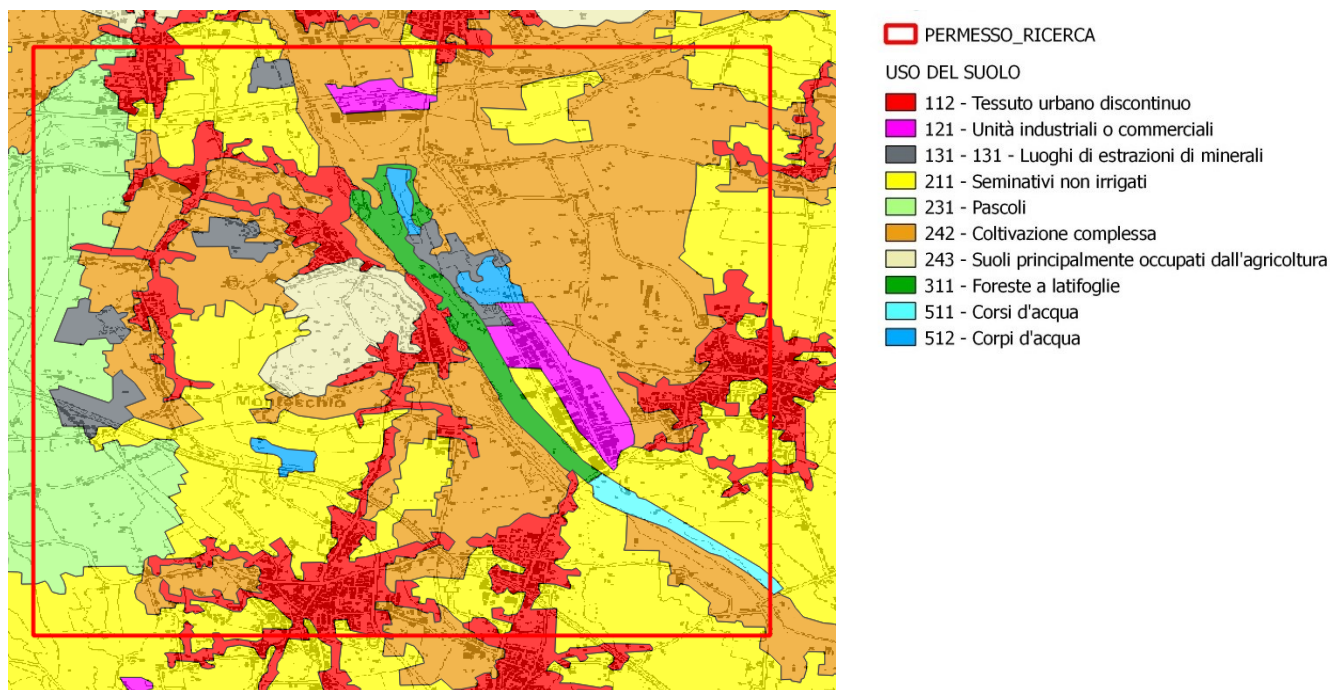 PERMESSO_RICERCA
USO DEL SUOLO
112 - Tessuto urbano discontinuo
121 - Unità industriali o commerciali
131 - 131 - Luoghi di estrazioni di minerali
211 - Seminativi non irrigati
231 - Pascoli
242 - Coltivazione complessa
243 - Suoli principalmente occupati dall'agricoltura
311 - Foreste a latifoglie
511 - Corsi d'acqua
512 - Corpi d'acqua